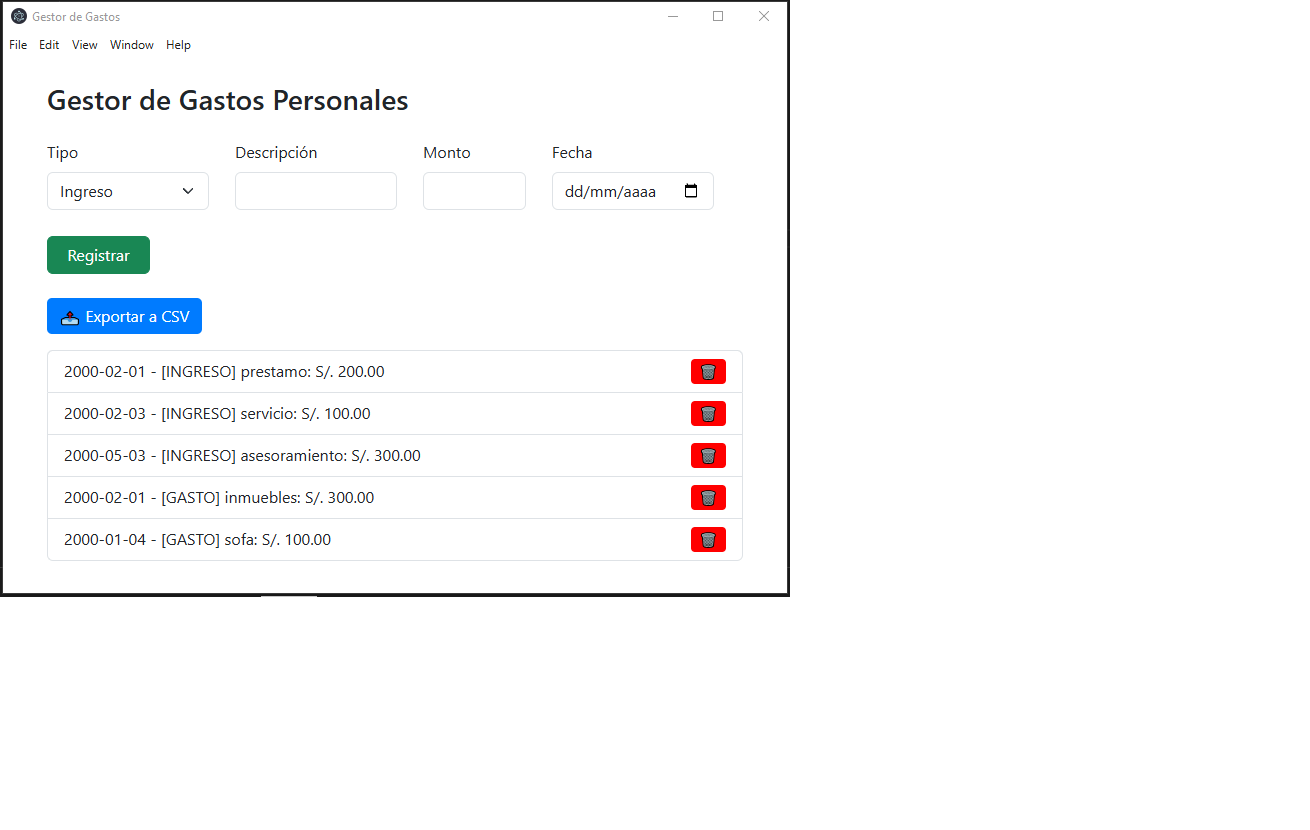 Gestor de Gastos
File Edit View Window Help
Gestor de Gastos Personales
Tipo Descripción Monto Fecha
Ingreso dd/mm/aaaa
Registrar
Exportar a CSV
2000-02-01 - [INGRESO] prestamo: S/. 200.00
2000-02-03 - [INGRESO] servicio: S/. 100.00
2000-05-03 - [INGRESO] asesoramiento: S/. 300.00
2000-02-01 - [GASTO] inmuebles: S/. 300.00
2000-01-04 - [GASTO] sofa: S/. 100.00